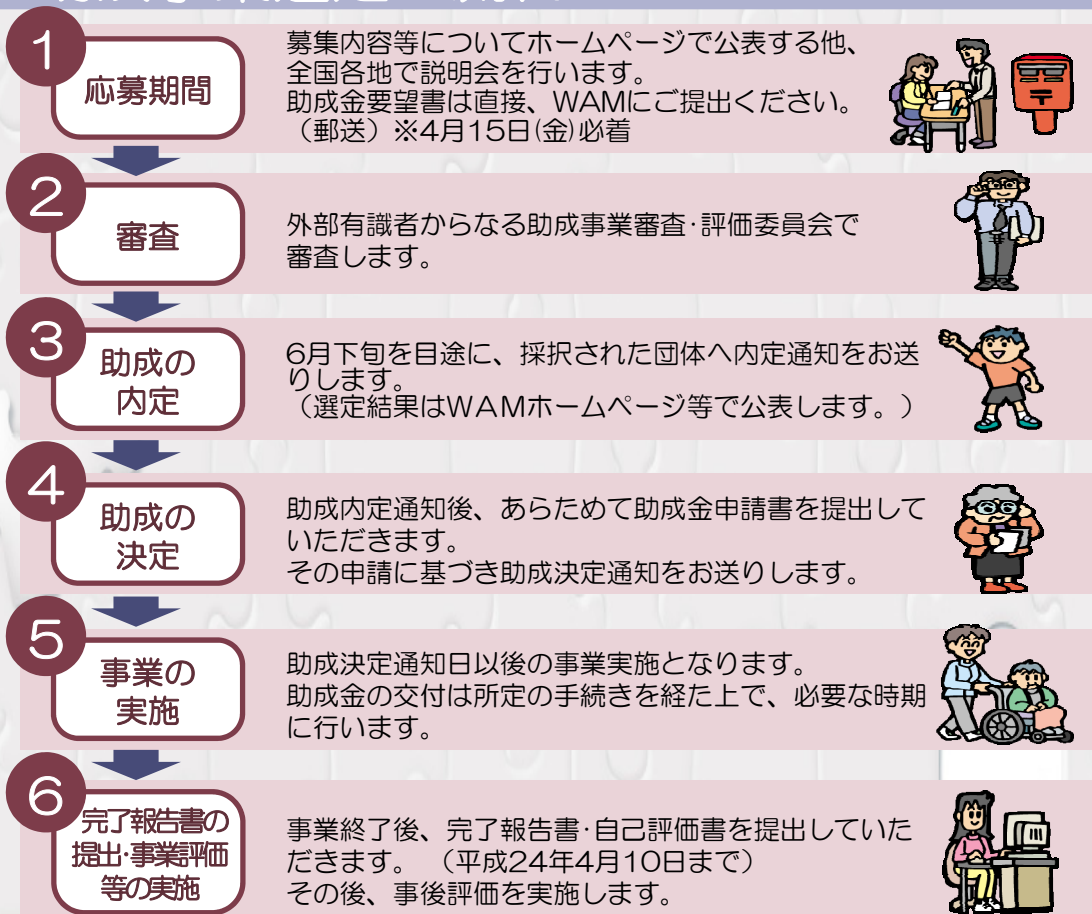 1
応募期間
募集内容等についてホームページで公表する他、
全国各地で説明会を行います。
助成金要望書は直接、WAMにご提出ください。
(郵送)※4月15日(金)必着
2
審査
外部有識者からなる助成事業審査・評価委員会で
審査します。
3
助成の
内定
6月下旬を目途に、採択された団体へ内定通知をお送
りします。
(選定結果はWAMホームページ等で公表します。)
4
助成の
決定
助成内定通知後、あらためて助成金申請書を提出して
いただきます。
その申請に基づき助成決定通知をお送りします。
5
事業の
実施
助成決定通知日以後の事業実施となります。
助成金の交付は所定の手続きを経た上で、必要な時期
に行います。
6
完了報告書の
提出・事業評価
等の実施
事業終了後、完了報告書・自己評価書を提出していた
だきます。 (平成24年4月10日まで)
その後、事後評価を実施します。